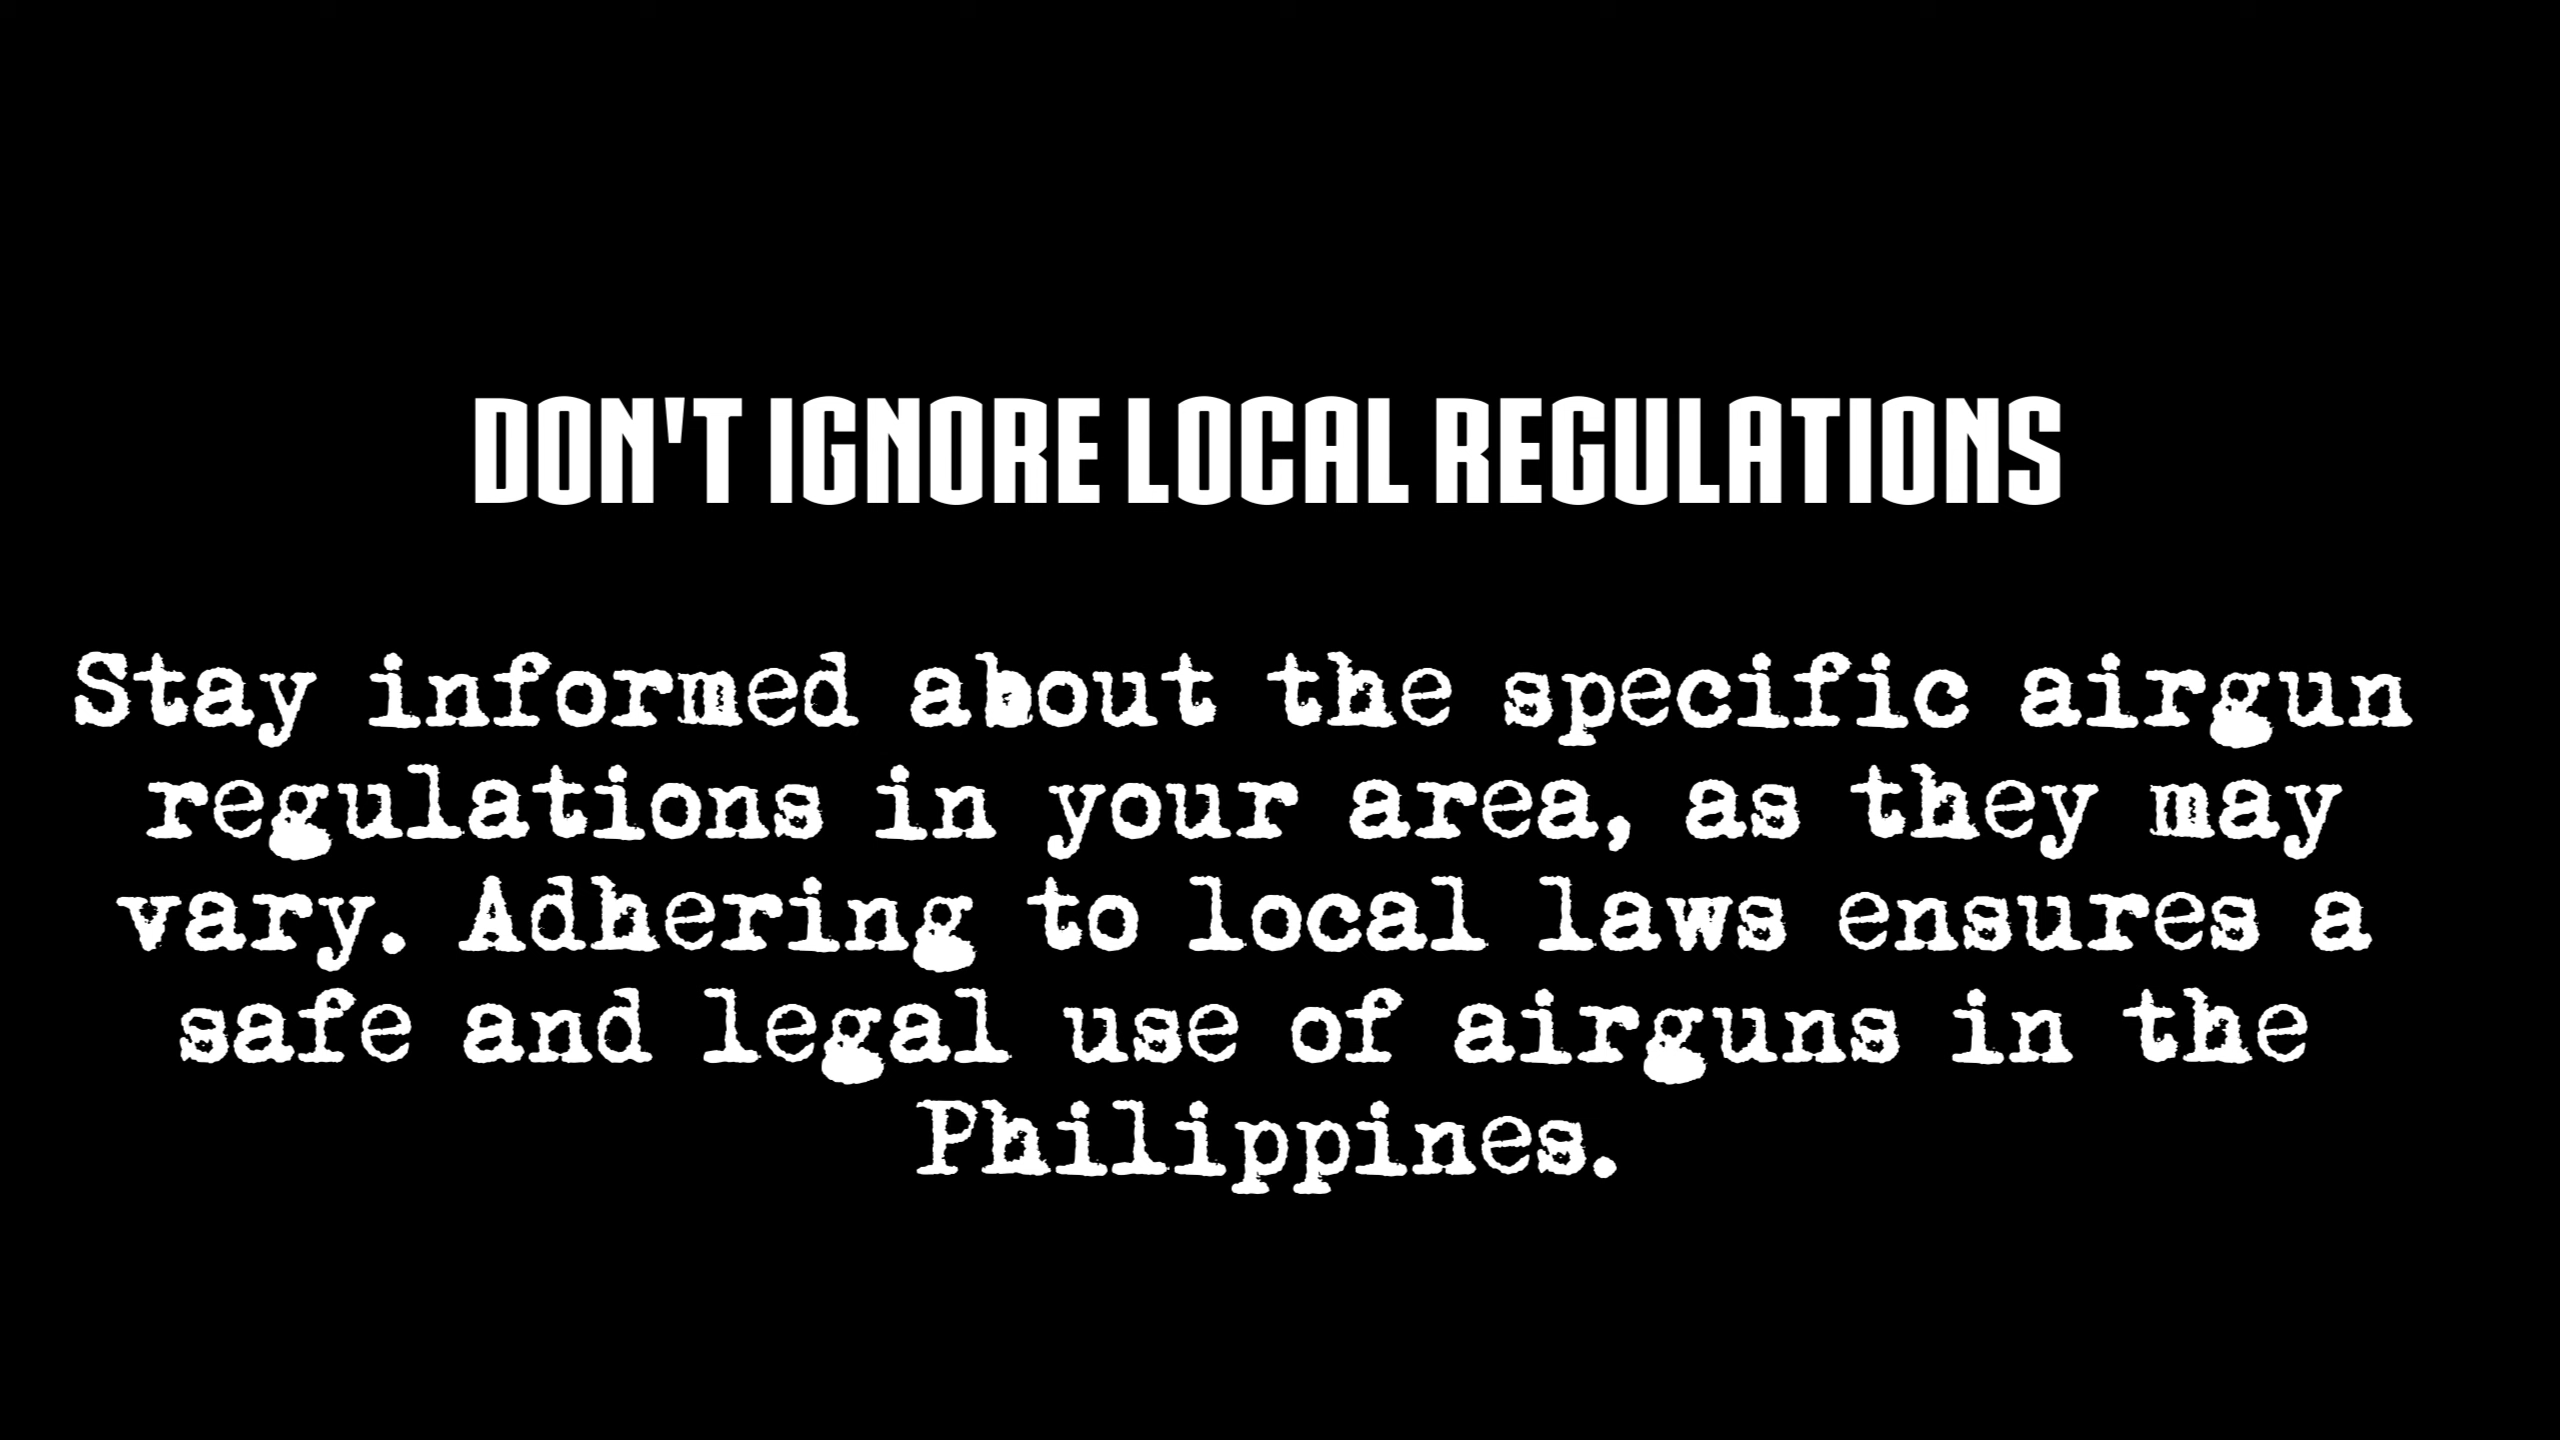 DON'T IGNORE LOCAL REGULATIONS
Stay informed about the specific airgun
regulations in your area, as they may
vary. Adhering to local laws ensures a
safe and legal use of airguns in the
Philippines.